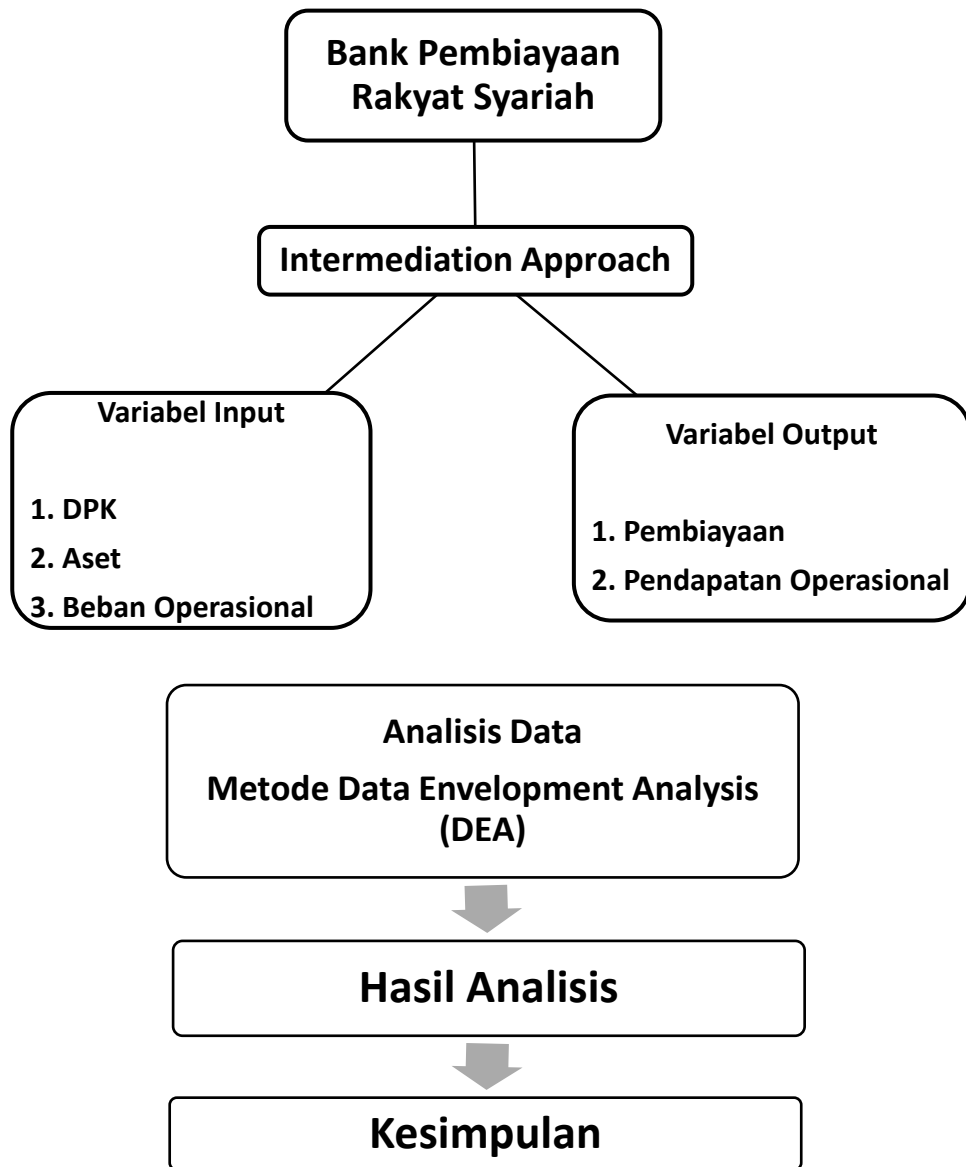 Bank Pembiayaan
Rakyat Syariah
Intermediation Approach
Variabel Input
1. DPK
2. Aset
3. Beban Operasional
Variabel Output
1. Pembiayaan
2. Pendapatan Operasional
Analisis Data
Metode Data Envelopment Analysis
(DEA)
Hasil Analisis
Kesimpulan